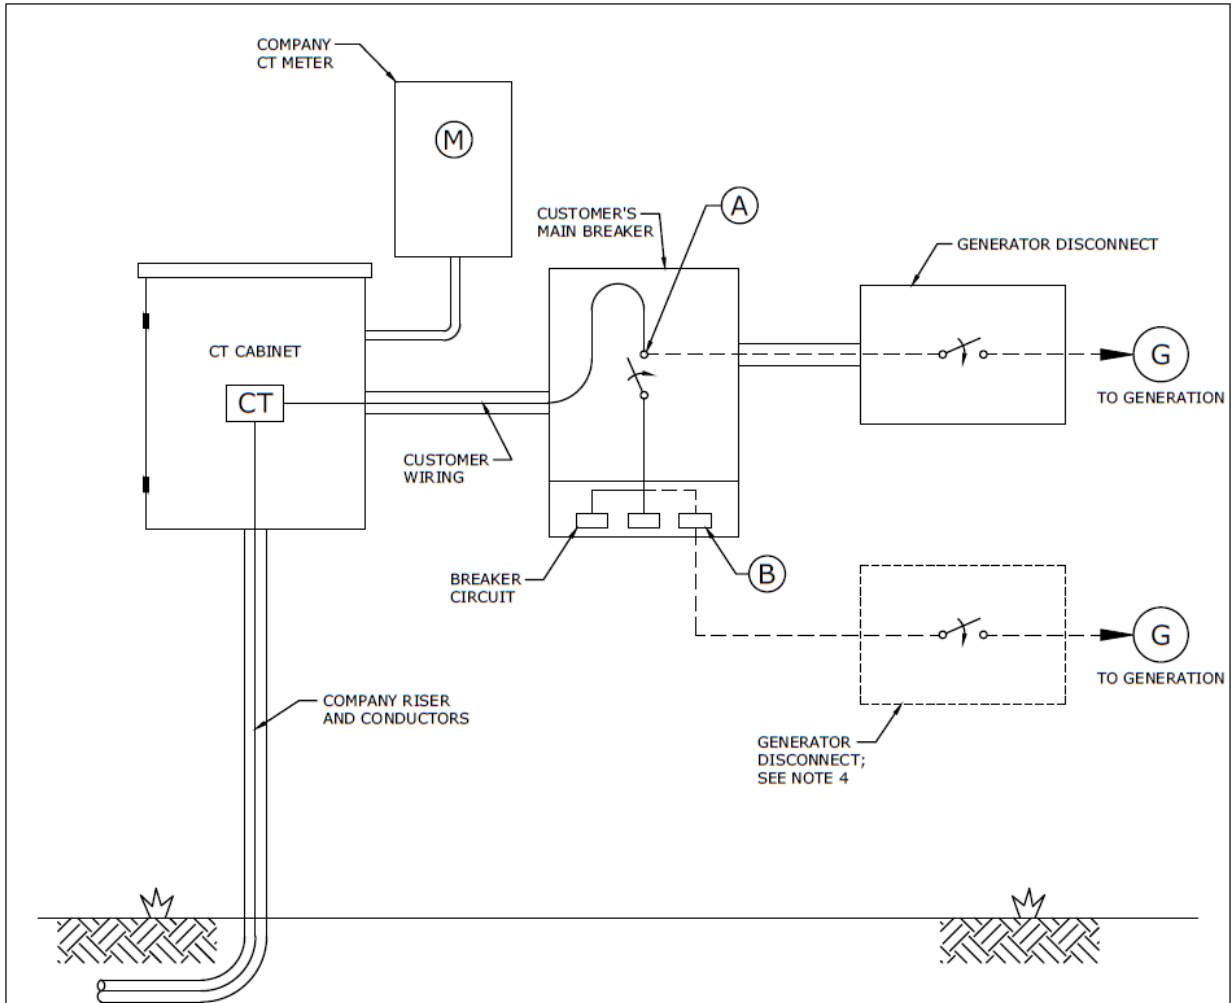 COMPANY
CT METER
M
A
CUSTOMER'S
MAIN BREAKER
GENERATOR DISCONNECT
CT CABINET
CT
G
TO GENERATION
CUSTOMER
WIRING
BREAKER
CIRCUIT
B
G
TO GENERATION
COMPANY RISER
AND CONDUCTORS
GENERATOR
DISCONNECT;
SEE NOTE 4